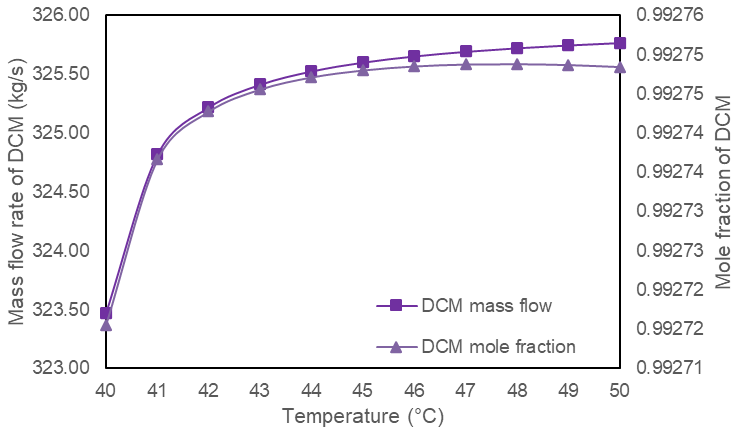 Mass flow rate of DCM (kg/s)
326.00
325.50
325.00
324.50
324.00
323.50
323.00
0.99276
0.99275
0.99275
0.99274
0.99274
0.99273
0.99273
0.99272
0.99272
0.99271
Mole fraction of DCM
DCM mass flow
DCM mole fraction
40 41 42 43 44 45 46 47 48 49 50
Temperature (°C)